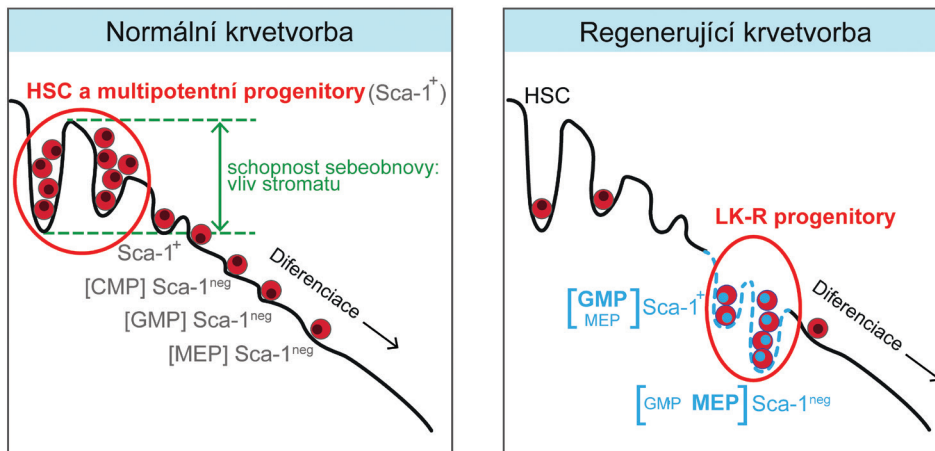 Normální krvetvorba
HSC a multipotentní progenitory (Sca-1⁺)
schopnost sebeobnovy:
vliv stromatu
Sca-1⁺
[CMP] Sca-1ⁿᵉᵍ
[GMP] Sca-1ⁿᵉᵍ
[MEP] Sca-1ⁿᵉᵍ
Diferenciace
Regenerující krvetvorba
HSC
LK-R progenitory
[GMP
MEP] Sca-1⁺
Diferenciace
[GMP MEP] Sca-1ⁿᵉᵍ